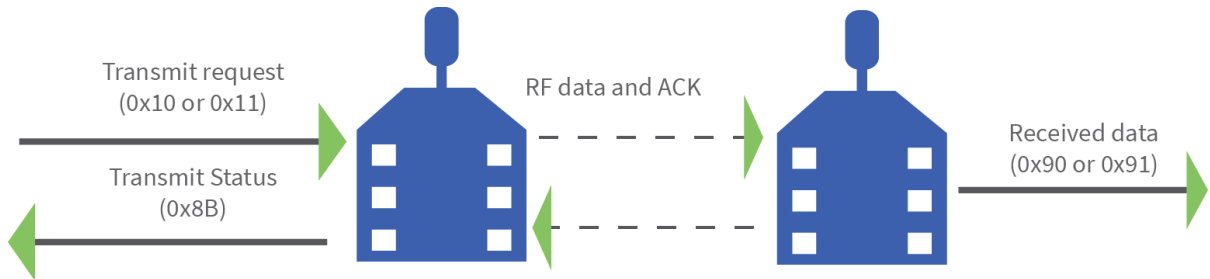 Transmit request
(0x10 or 0x11)
Transmit Status
(0x8B)
RF data and ACK
Received data
(0x90 or 0x91)